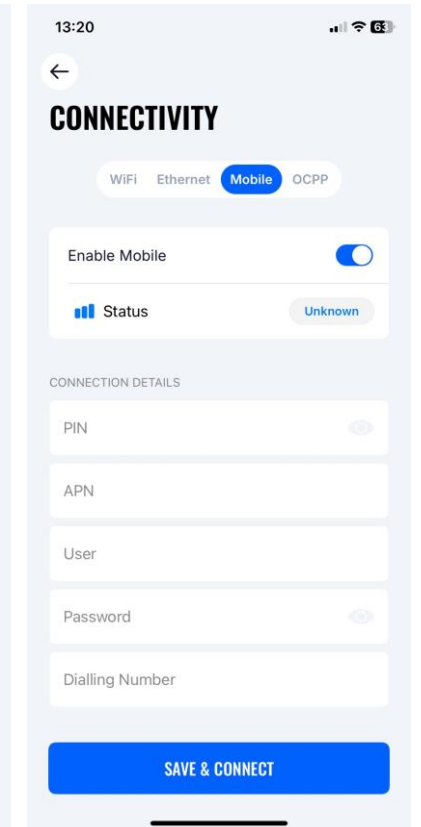 13:20
63
CONNECTIVITY
WiFi Ethernet Mobile OCPP
Enable Mobile
Status Unknown
CONNECTION DETAILS
PIN
APN
User
Password
Dialling Number
SAVE & CONNECT